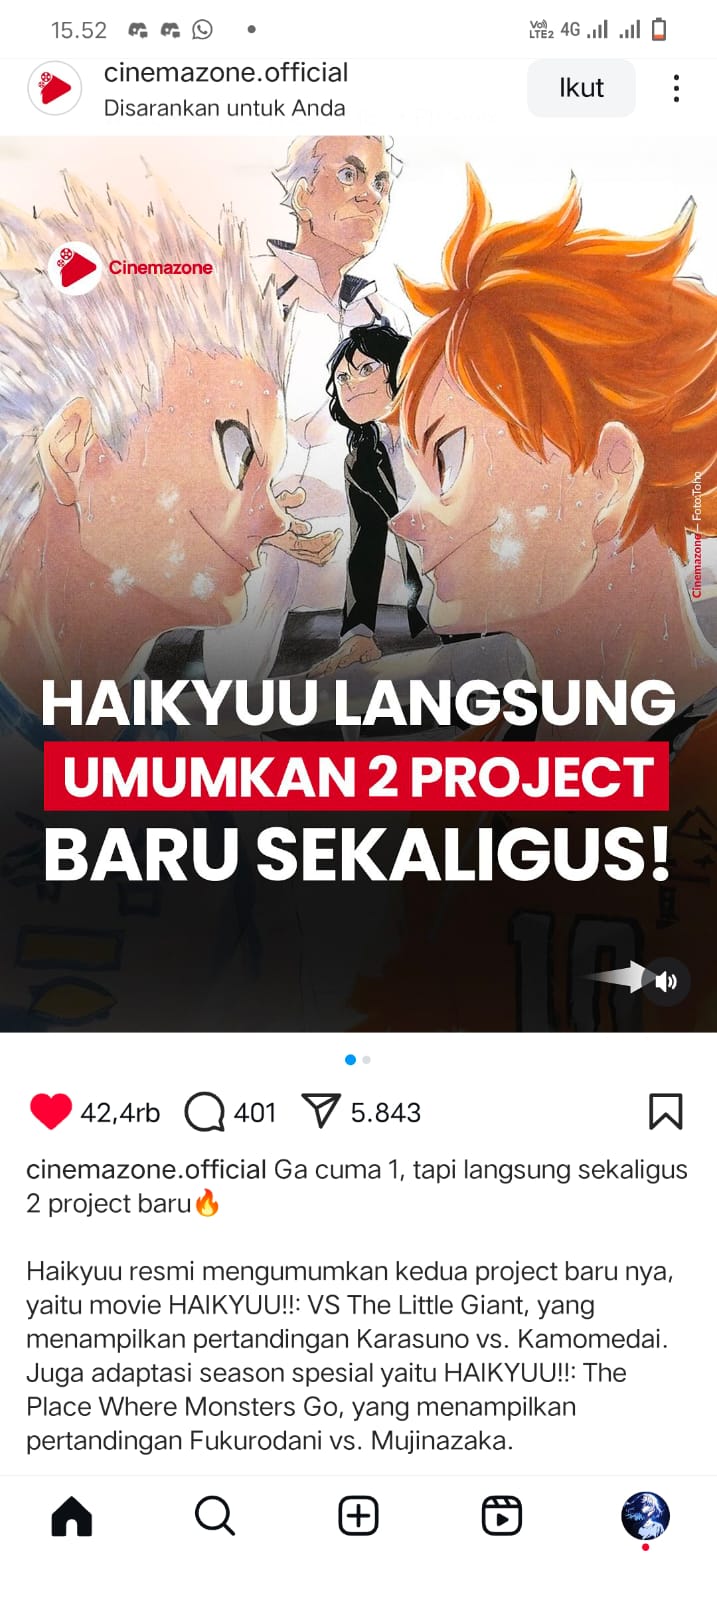 15.52
Vo)) LTE2 4G
cinemazone.official
Disarankan untuk Anda
Ikut
Cinemazone
Cinemazone – Foto:Toho
HAIKYUU LANGSUNG
UMUMKAN 2 PROJECT
BARU SEKALIGUS!
10
42,4rb 401 5.843
cinemazone.official Ga cuma 1, tapi langsung sekaligus
2 project baru🔥
Haikyuu resmi mengumumkan kedua project baru nya,
yaitu movie HAIKYUU!!: VS The Little Giant, yang
menampilkan pertandingan Karasuno vs. Kamomedai.
Juga adaptasi season spesial yaitu HAIKYUU!!: The
Place Where Monsters Go, yang menampilkan
pertandingan Fukurodani vs. Mujinazaka.